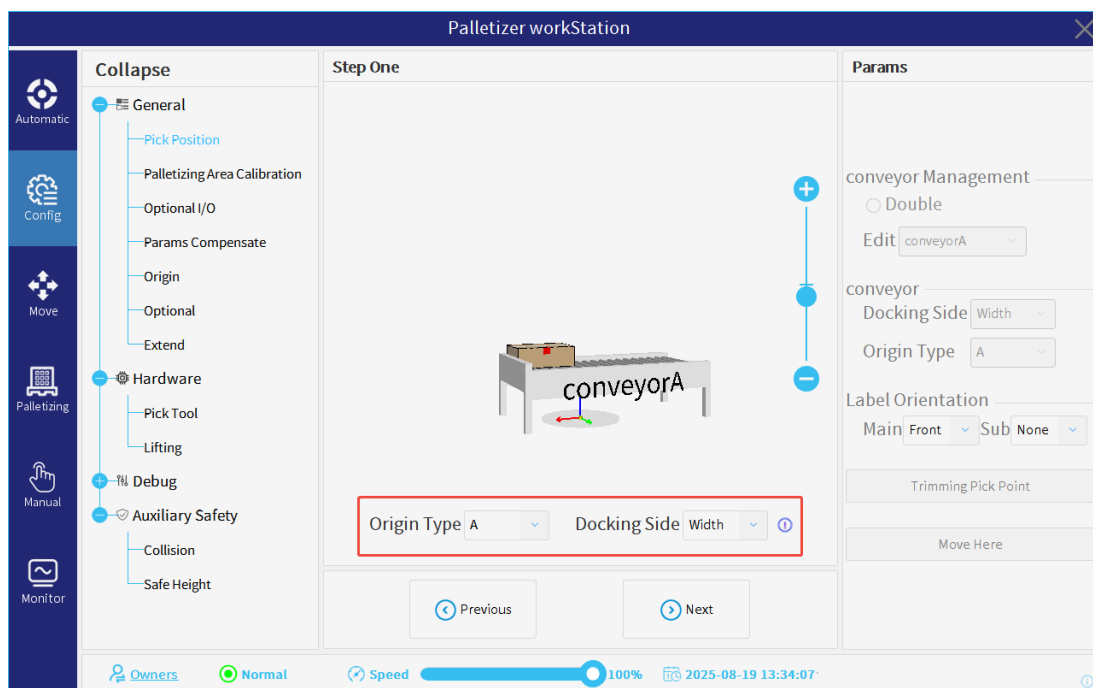 Palletizer workStation
Automatic
Config
Move
Palletizing
Manual
Monitor
Collapse
General
Pick Position
Palletizing Area Calibration
Optional I/O
Params Compensate
Origin
Optional
Extend
Hardware
Pick Tool
Lifting
Debug
Auxiliary Safety
Collision
Safe Height
Step One
conveyorA
Origin Type A Docking Side Width
Previous Next
Params
conveyor Management
Double
Edit conveyorA
conveyor
Docking Side Width
Origin Type A
Label Orientation
Main Front Sub None
Trimming Pick Point
Move Here
Owners Normal Speed 100% 2025-08-19 13:34:07